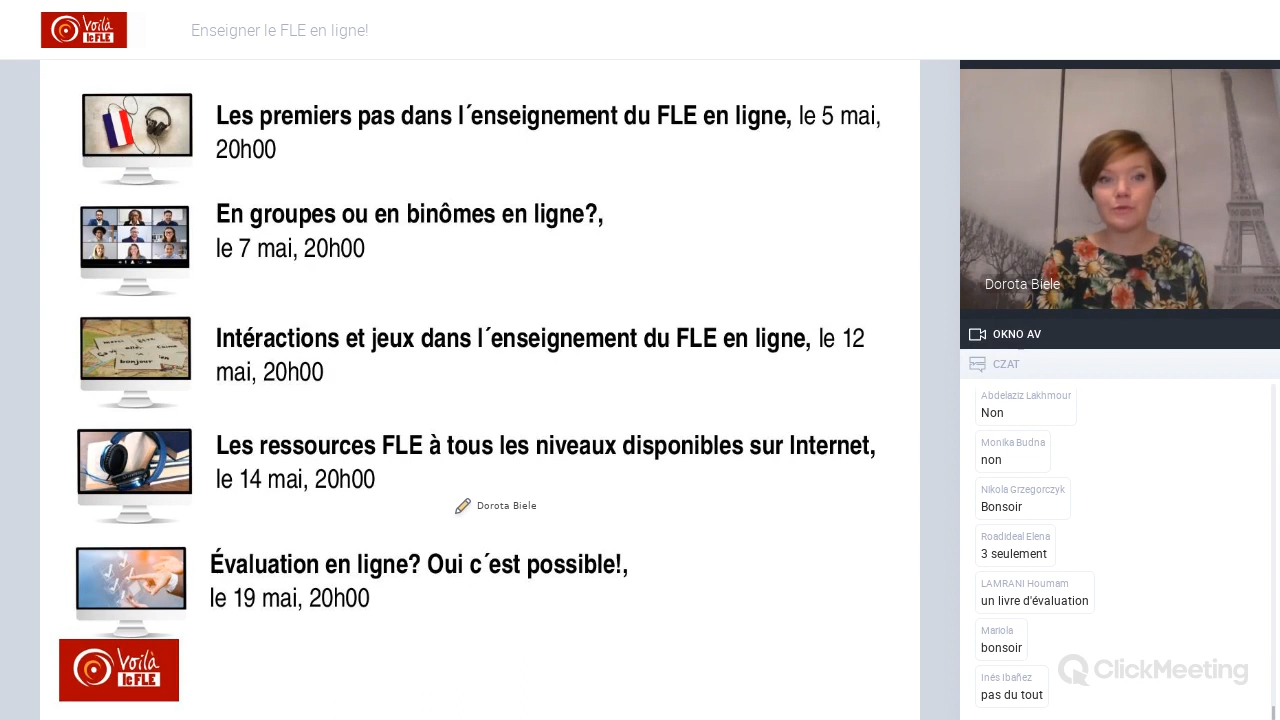 Voilà
le FLE
Enseigner le FLE en ligne!
Les premiers pas dans l´enseignement du FLE en ligne, le 5 mai,
20h00
En groupes ou en binômes en ligne?,
le 7 mai, 20h00
Intéractions et jeux dans l´enseignement du FLE en ligne, le 12
mai, 20h00
Les ressources FLE à tous les niveaux disponibles sur Internet,
le 14 mai, 20h00
Dorota Biele
Évaluation en ligne? Oui c´est possible!,
le 19 mai, 20h00
Voilà
le FLE
Dorota Biele
OKNO AV
CZAT
Abdelaziz Lakhmour
Non
Monika Budna
non
Nikola Grzegorczyk
Bonsoir
Roadideal Elena
3 seulement
LAMRANI Houmam
un livre d'évaluation
Mariola
bonsoir
Inés Ibañez
pas du tout
ClickMeeting